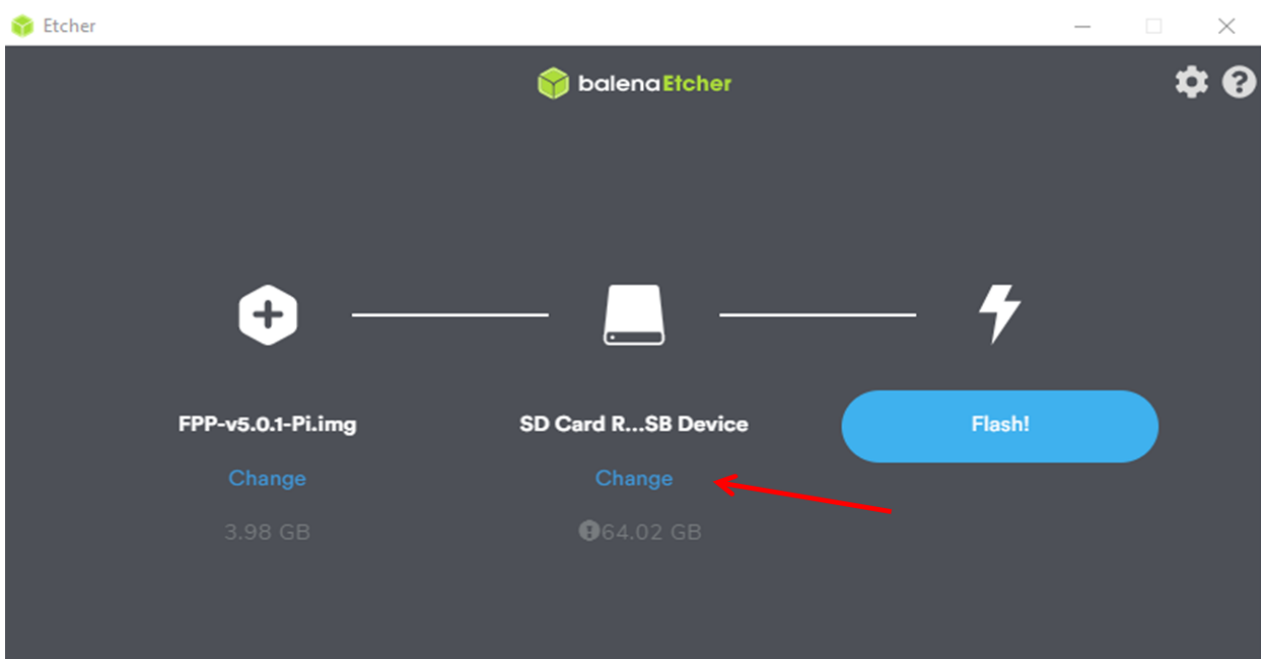 Etcher
balenaEtcher
FPP-v5.0.1-Pi.img
SD Card R...SB Device
Flash!
Change
Change
3.98 GB
64.02 GB